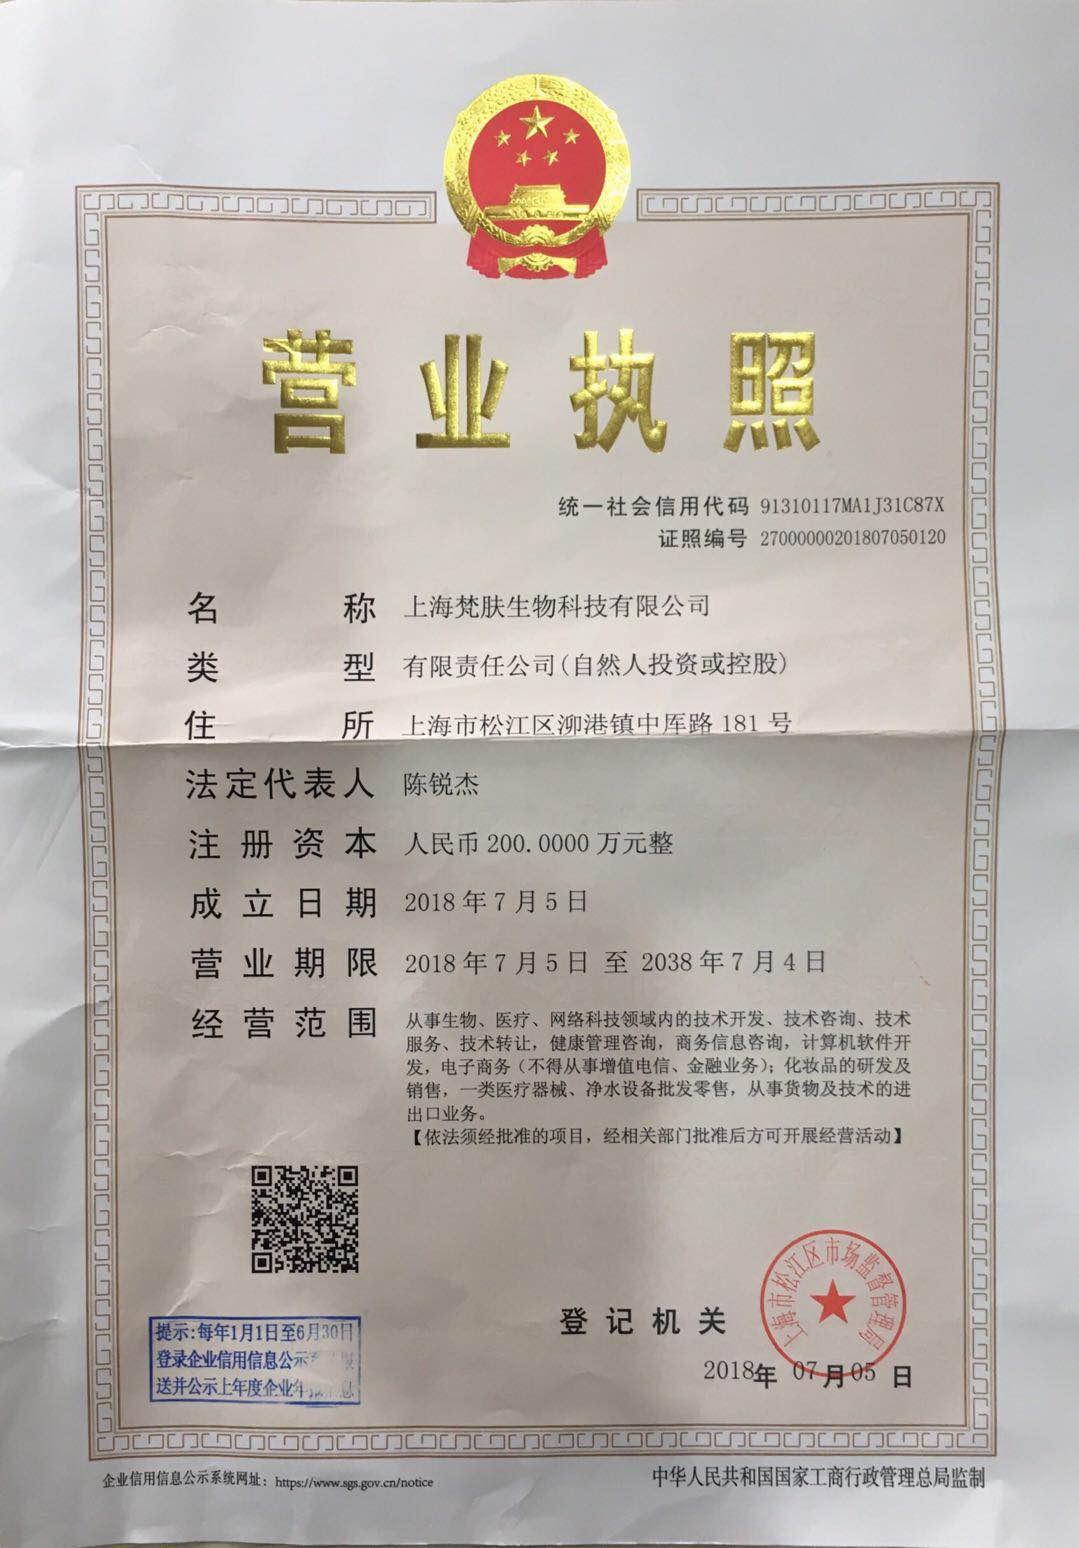 营业执照
统一社会信用代码 91310117MA1J31C87X
证照编号 27000000201807050120
名称 上海梵肤生物科技有限公司
类型 有限责任公司(自然人投资或控股)
住所 上海市松江区泖港镇中厍路 181 号
法定代表人 陈锐杰
注册资本 人民币 200.0000 万元整
成立日期 2018 年 7 月 5 日
营业期限 2018 年 7 月 5 日 至 2038 年 7 月 4 日
经营范围 从事生物、医疗、网络科技领域内的技术开发、技术咨询、技术
服务、技术转让，健康管理咨询，商务信息咨询，计算机软件开
发，电子商务(不得从事增值电信、金融业务)；化妆品的研发及
销售，一类医疗器械、净水设备批发零售，从事货物及技术的进
出口业务。
【依法须经批准的项目，经相关部门批准后方可开展经营活动】
提示:每年1月1日至6月30日
登录企业信用信息公示
送并公示上年度企业年报信息
登记机关
上海市松江区市场监督管理局
2018年 07 月 05 日
企业信用信息公示系统网址: https://www.sgs.gov.cn/notice
中华人民共和国国家工商行政管理总局监制